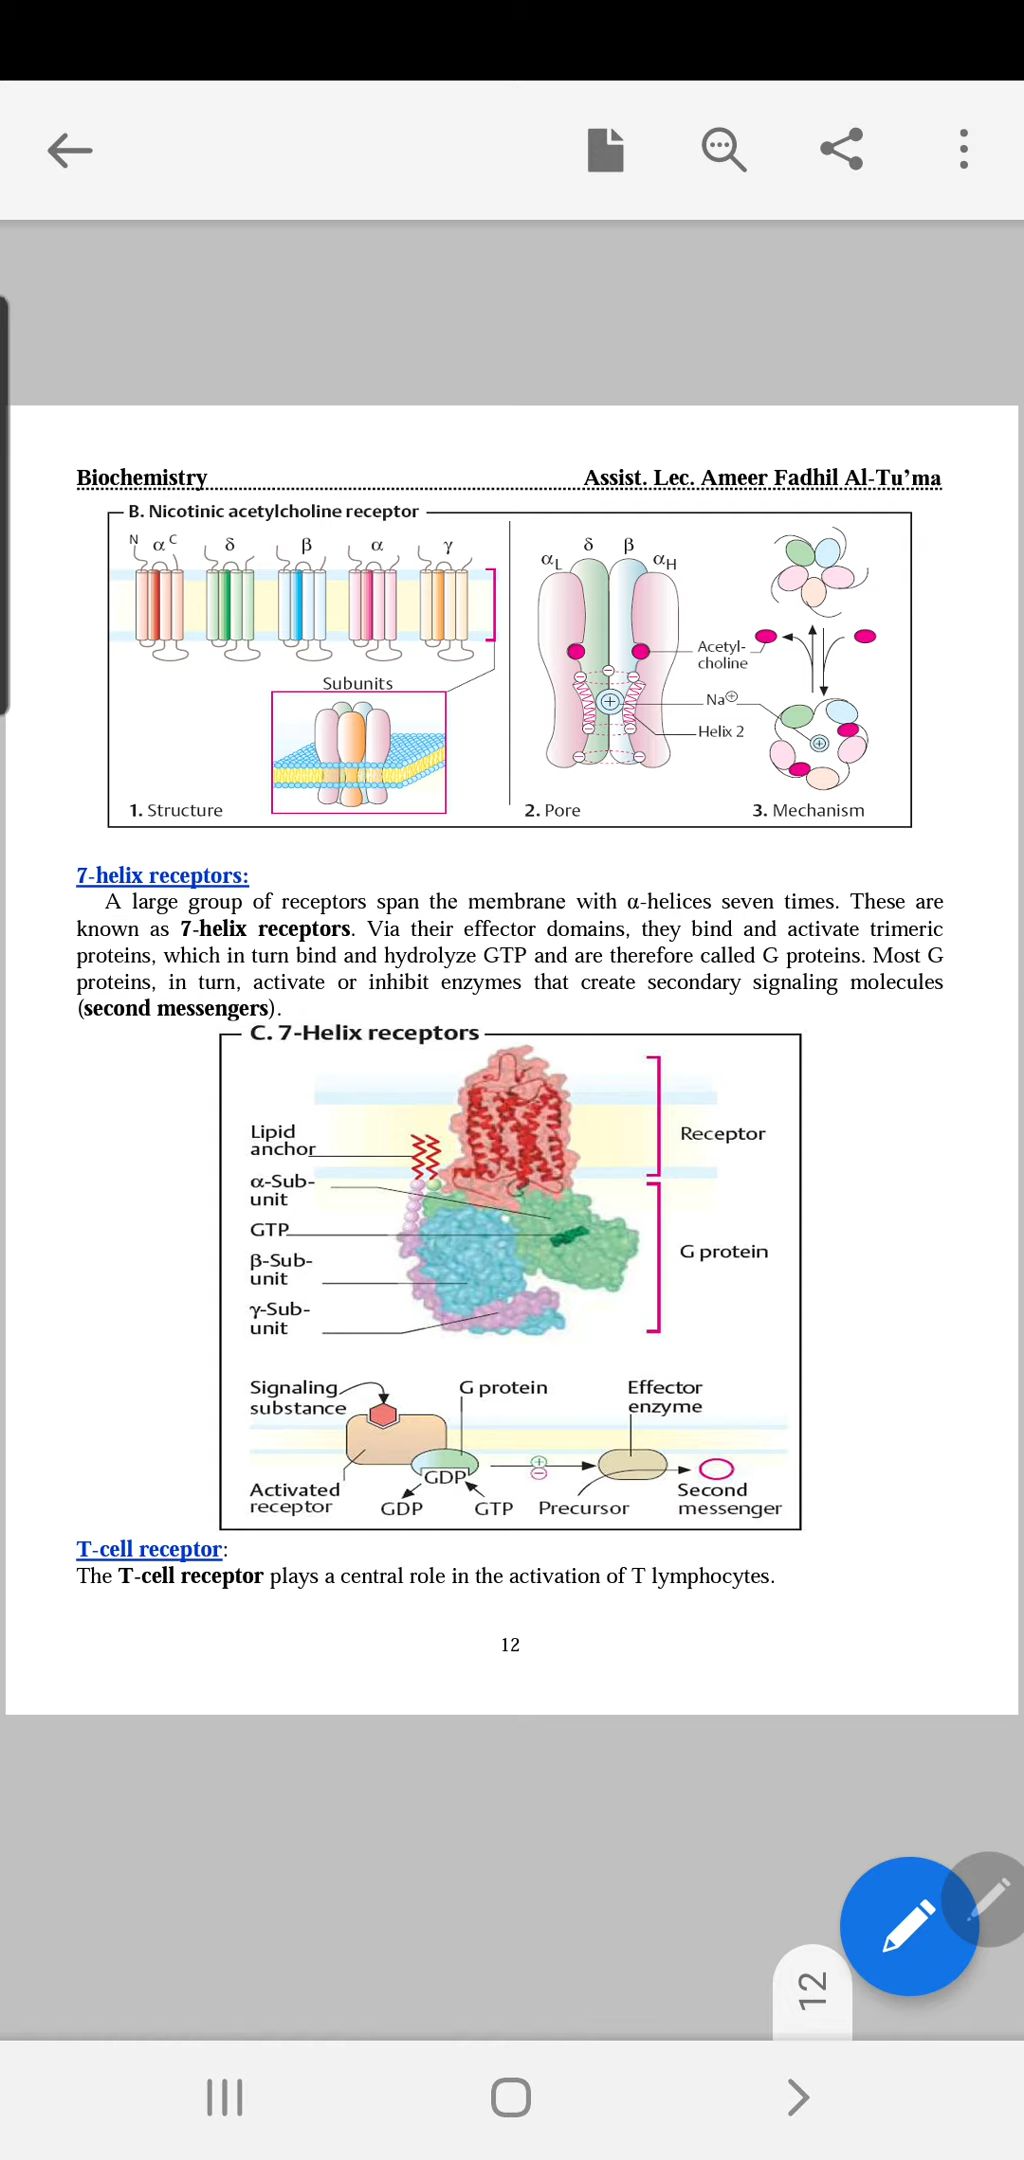 Biochemistry Assist. Lec. Ameer Fadhil Al-Tu’ma
B. Nicotinic acetylcholine receptor
N α C δ β α γ
Subunits
1. Structure
αL δ β αH
Acetyl-
choline
Na⊕
Helix 2
2. Pore
3. Mechanism
7-helix receptors:
A large group of receptors span the membrane with α-helices seven times. These are
known as 7-helix receptors. Via their effector domains, they bind and activate trimeric
proteins, which in turn bind and hydrolyze GTP and are therefore called G proteins. Most G
proteins, in turn, activate or inhibit enzymes that create secondary signaling molecules
(second messengers).
C. 7-Helix receptors
Lipid
anchor
α-Sub-
unit
GTP
β-Sub-
unit
γ-Sub-
unit
Receptor
G protein
Signaling
substance
G protein
Effector
enzyme
GDP
Activated
receptor
GDP
GTP
Precursor
Second
messenger
T-cell receptor:
The T-cell receptor plays a central role in the activation of T lymphocytes.
12
12